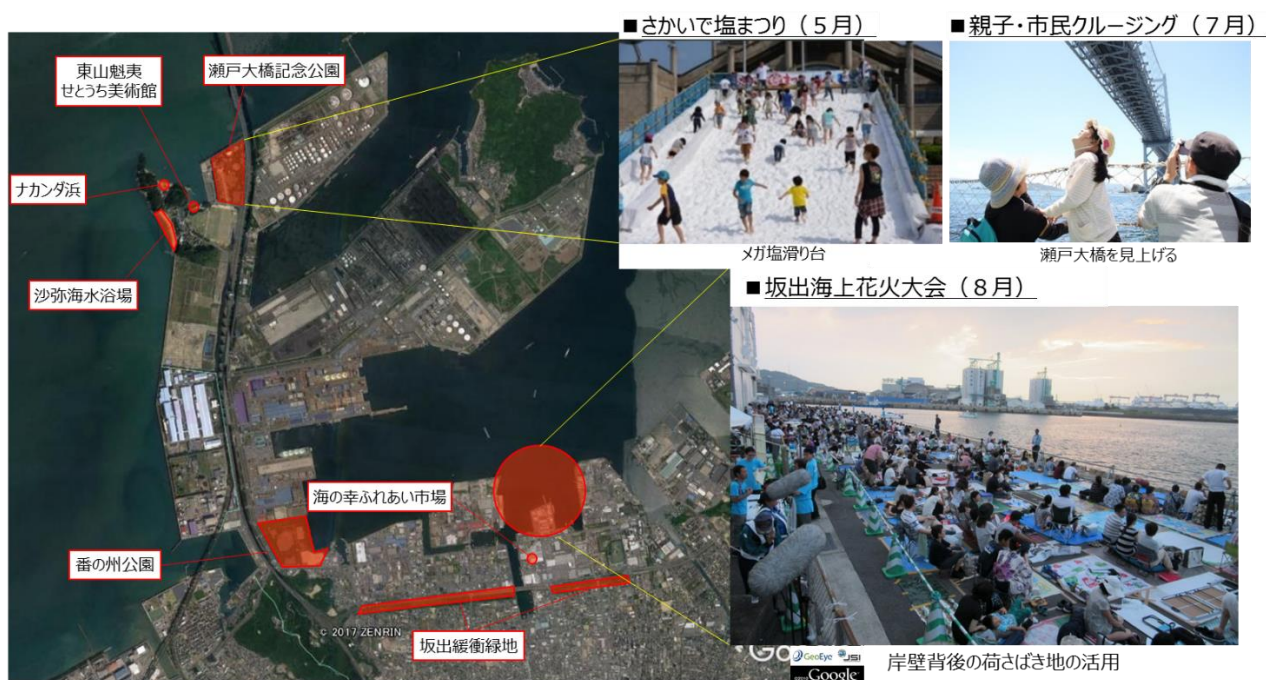 ■さかいで塩まつり（５月）
■親子・市民クルージング（７月）
東山魁夷
せとうち美術館
瀬戸大橋記念公園
ナカンダ浜
沙弥海水浴場
メガ塩滑り台
瀬戸大橋を見上げる
■坂出海上花火大会（８月）
海の幸ふれあい市場
番の州公園
坂出緩衝緑地
© 2017 ZENRIN
GeoEye
JSI
Google
岸壁背後の荷さばき地の活用